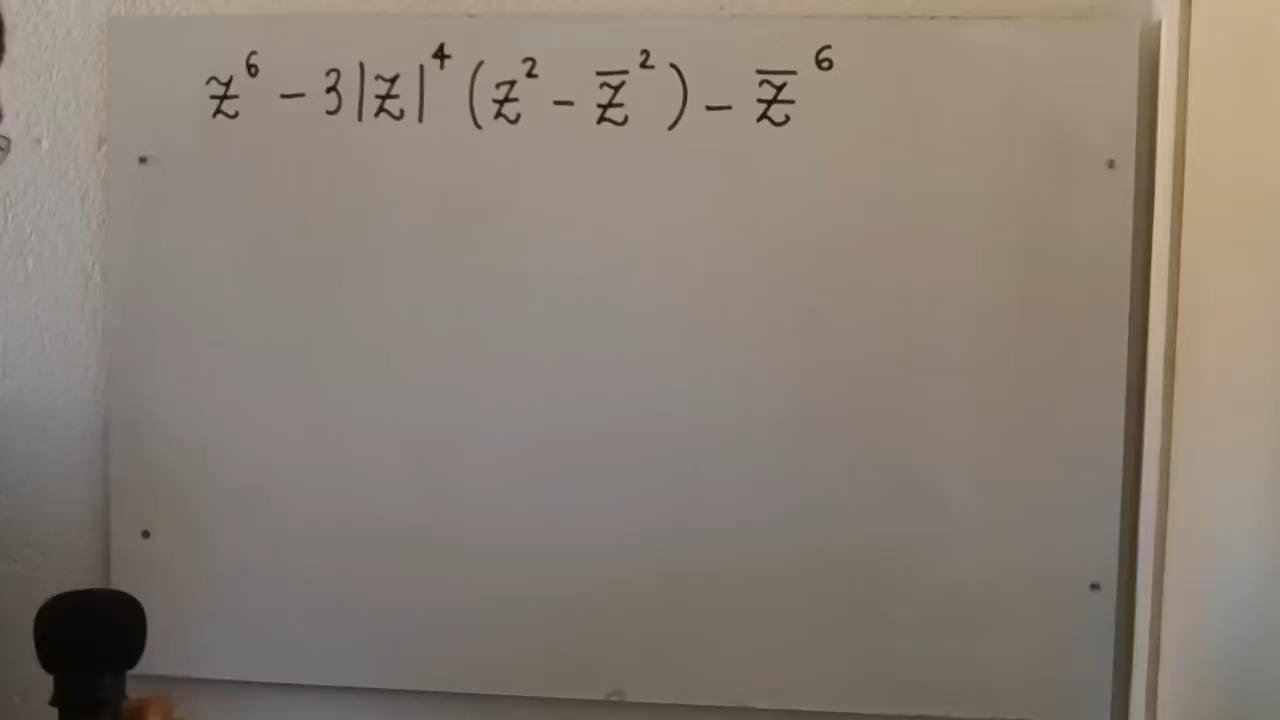 z⁶ - 3|z|⁴ (z² - z̄²) - z̄⁶